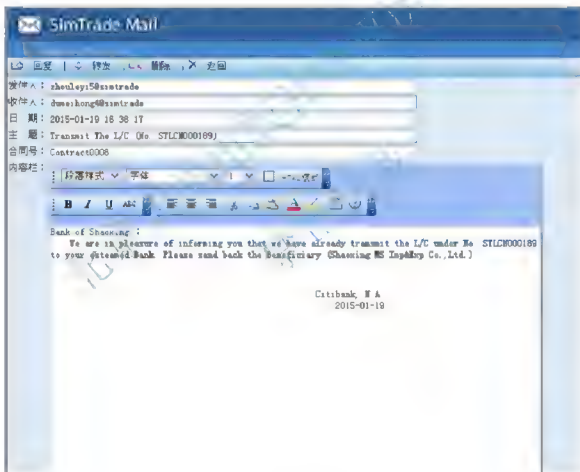 SimTrade Mail
回复 | 转发 删除 返回
发件人: zhouleyi5@simtrade
收件人: dumeihong4@simtrade
日 期: 2015-01-19 16 38 17
主 题: Transmit The L/C (No. STLCN000189)
合同号: Contract0008
内容栏:
段落样式 字体 1
B I U ABC
Bank of Shaoxing :
We are in pleasure of informing you that we have already transmit the L/C under No STLCN000189
to your esteemed Bank. Please send back the Beneficiary (Shaoxing MS Imp&Exp Co.,Ltd.)
Citibank, N A
2015-01-19